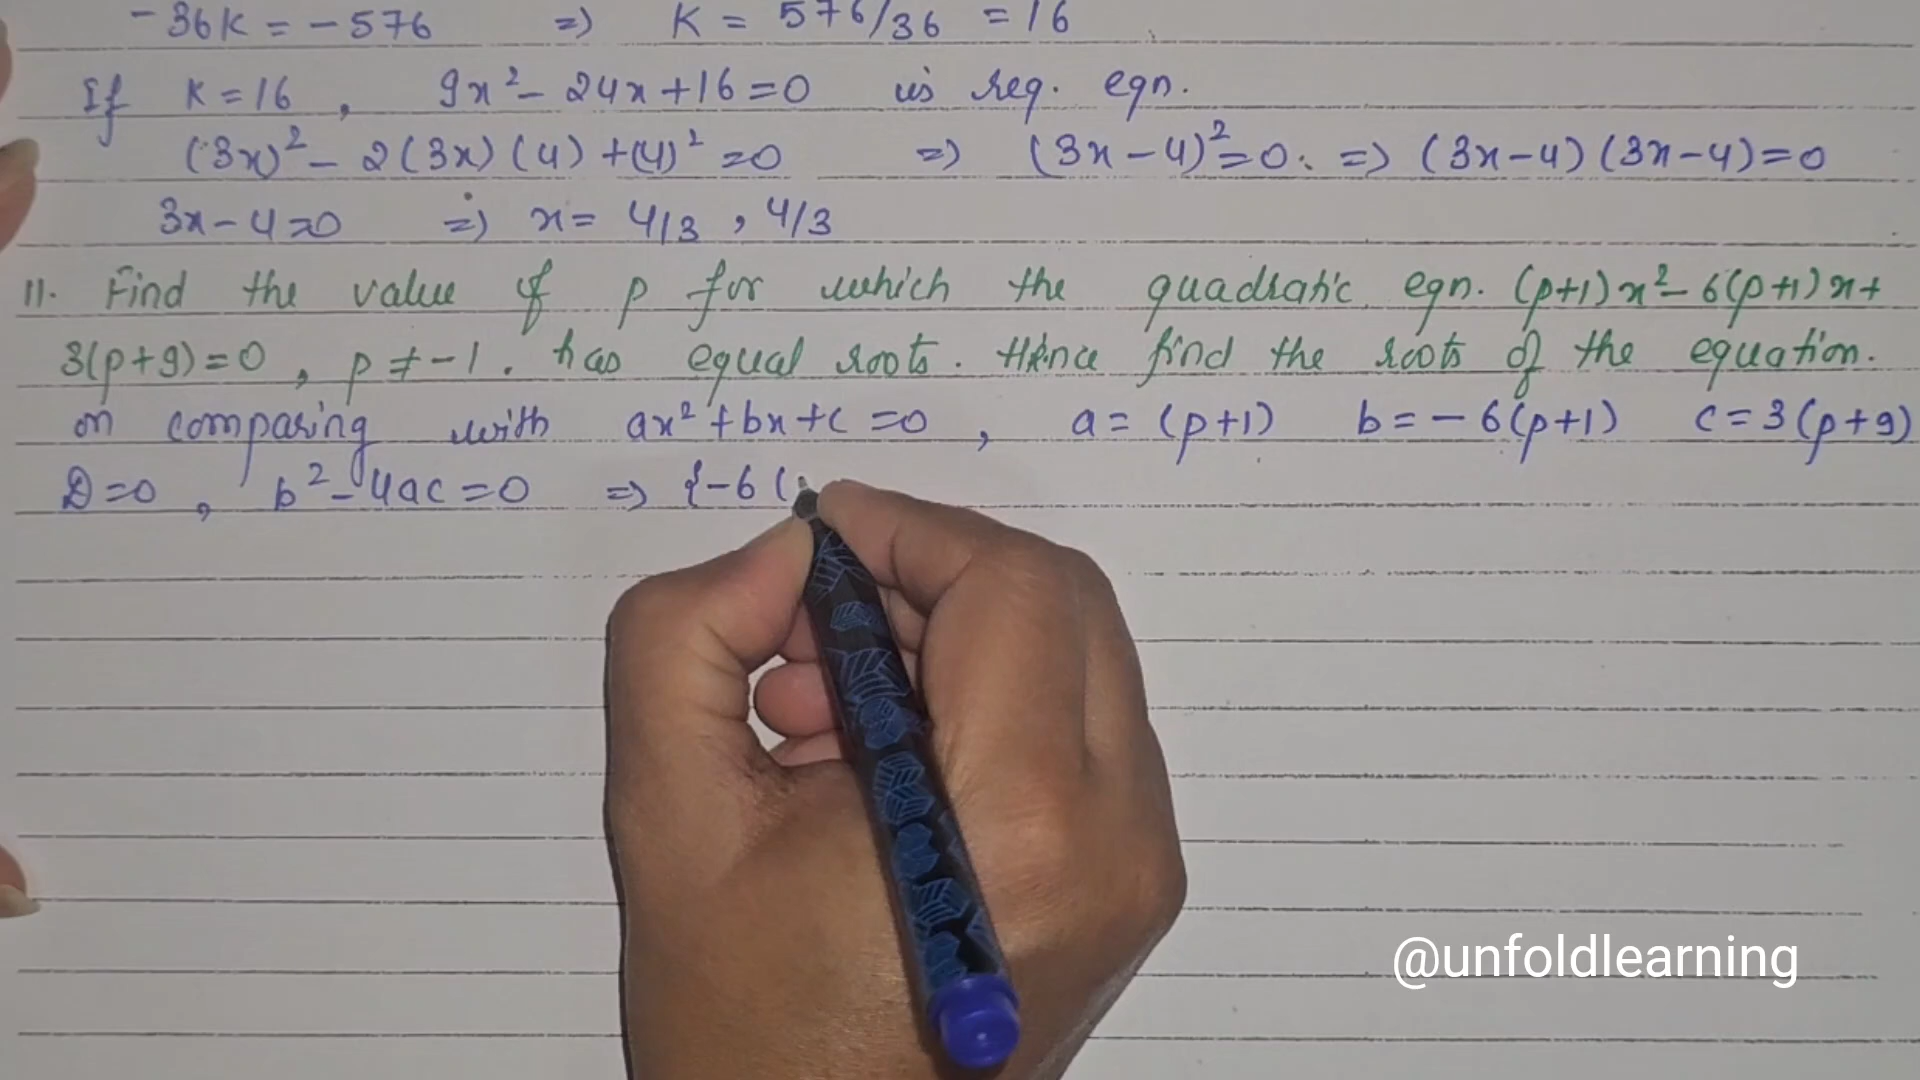 -36K = -576 => K = 576/36 = 16
If K=16, 9x² - 24x + 16 = 0 is req. eqn.
(3x)² - 2(3x)(4) + (4)² = 0 => (3x-4)² = 0. => (3x-4)(3x-4) = 0
3x-4=0 => x = 4/3, 4/3
11. Find the value of p for which the quadratic eqn. (p+1)x² - 6(p+1)x +
3(p+9)=0, p ≠ -1. has equal roots. Hence find the roots of the equation.
on comparing with ax² + bx + c = 0, a = (p+1) b = -6(p+1) c = 3(p+9)
D=0, b² - 4ac = 0 => {-6(
@unfoldlearning